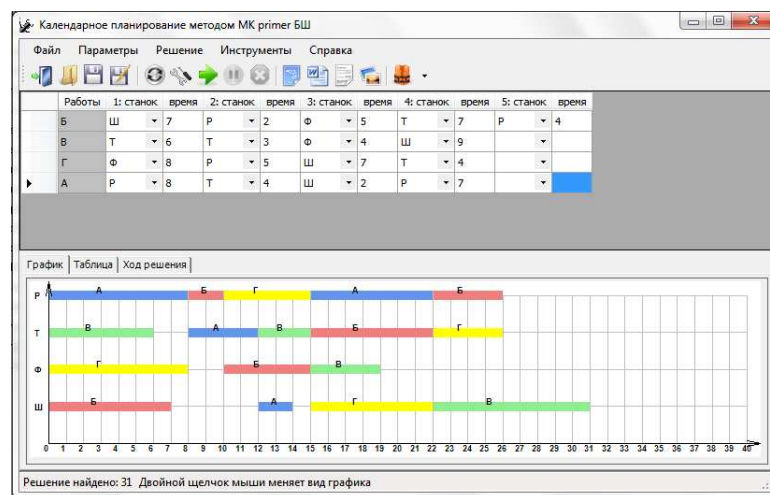 Календарное планирование методом МК primer БШ
Файл Параметры Решение Инструменты Справка
Работы 1: станок время 2: станок время 3: станок время 4: станок время 5: станок время
Б Ш 7 Р 2 Ф 5 Т 7 Р 4
В Т 6 Т 3 Ф 4 Ш 9
Г Ф 8 Р 5 Ш 7 Т 4
А Р 8 Т 4 Ш 2 Р 7
График Таблица Ход решения
Р А Б Г А Б
Т В А В Б Г
Ф Г Б В
Ш Б А Г В
0 1 2 3 4 5 6 7 8 9 10 11 12 13 14 15 16 17 18 19 20 21 22 23 24 25 26 27 28 29 30 31 32 33 34 35 36 37 38 39 40
Решение найдено: 31 Двойной щелчок мыши меняет вид графика